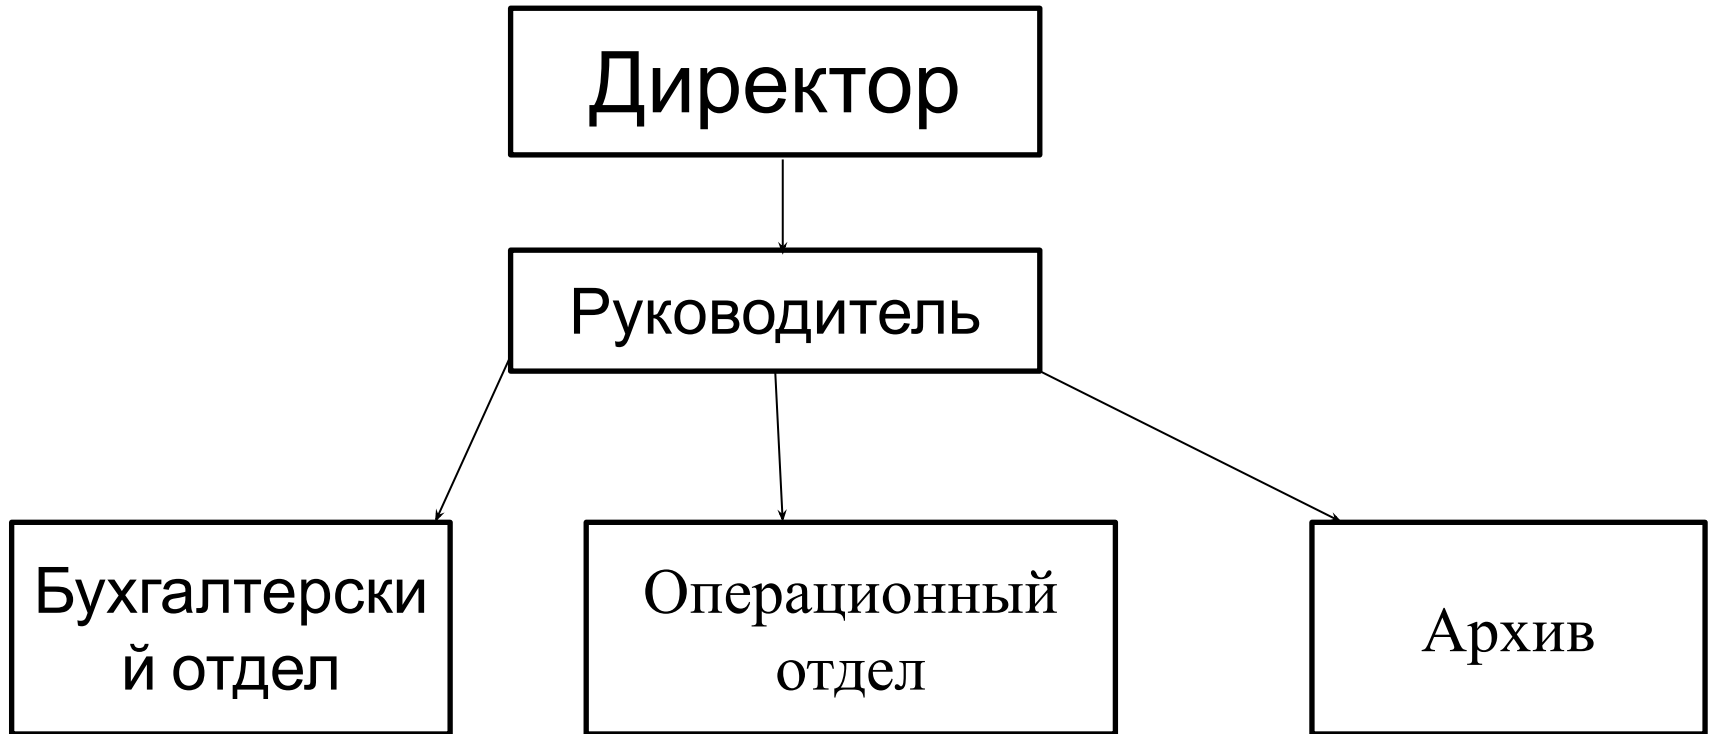 Директор
Руководитель
Бухгалтерски
й отдел
Операционный
отдел
Архив